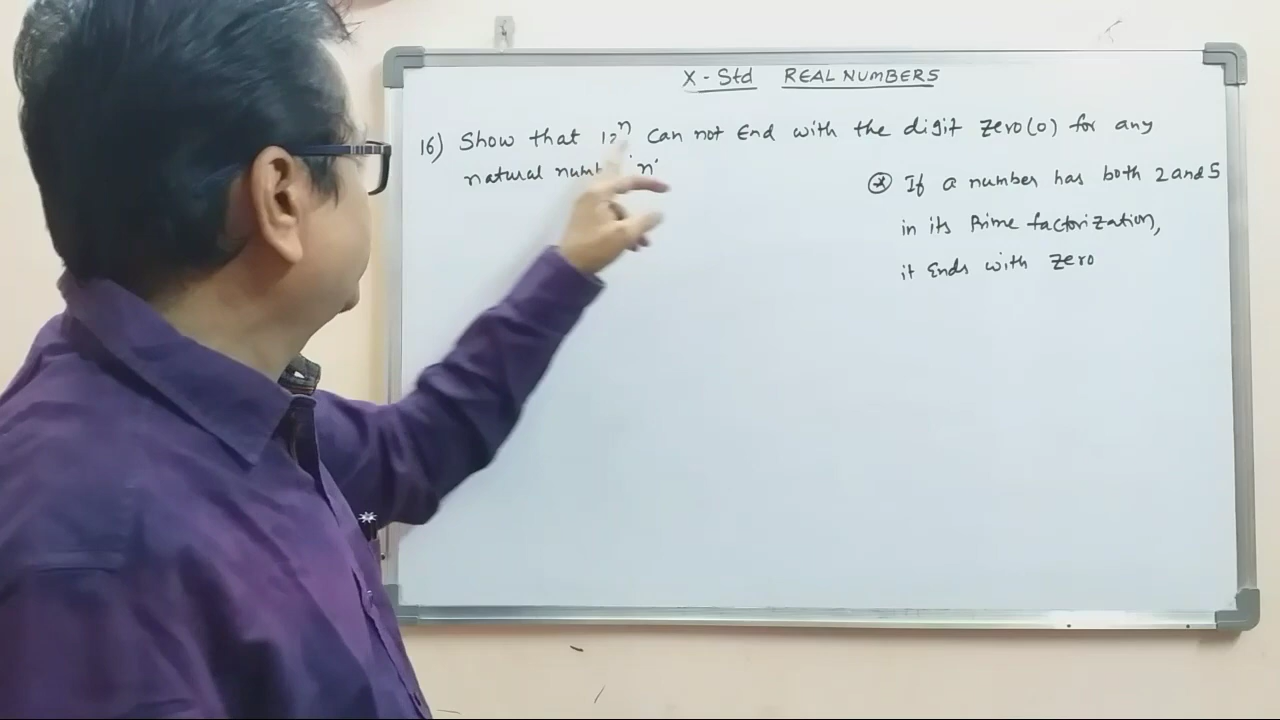 X - Std REAL NUMBERS
16) Show that 12ⁿ can not End with the digit zero(0) for any
natural 'n'
⊛ If a number has both 2 and 5
in its Prime factorization,
it Ends with zero